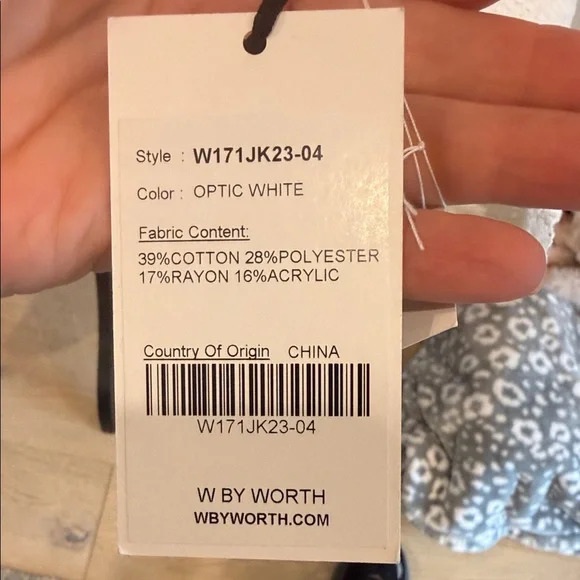 Style : W171JK23-04
Color : OPTIC WHITE
Fabric Content:
39%COTTON 28%POLYESTER
17%RAYON 16%ACRYLIC
Country Of Origin CHINA
W171JK23-04
W BY WORTH
WBYWORTH.COM